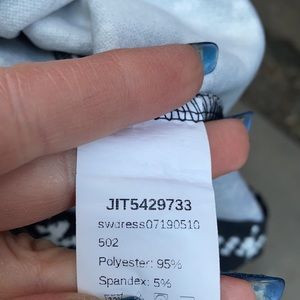 JIT5429733
swdress07190510
502
Polyester: 95%
Spandex: 5%